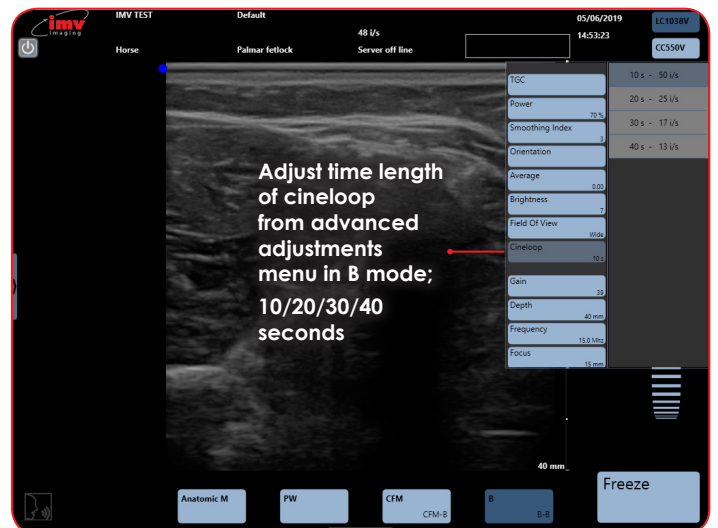 imv
imaging
IMV TEST
Default
05/06/2019
LC1038V
48 i/s
14:53:23
Horse
Palmar fetlock
Server off line
CC550V
TGC
10 s - 50 i/s
Power
70 %
20 s - 25 i/s
Smoothing Index
3
30 s - 17 i/s
Orientation
40 s - 13 i/s
Average
0.00
Brightness
7
Field Of View
Wide
Cineloop
10 s
Gain
39
Depth
40 mm
Frequency
15.0 Mhz
Focus
15 mm
Adjust time length
of cineloop
from advanced
adjustments
menu in B mode;
10/20/30/40
seconds
40 mm
Anatomic M
PW
CFM
CFM-B
B
B-B
Freeze